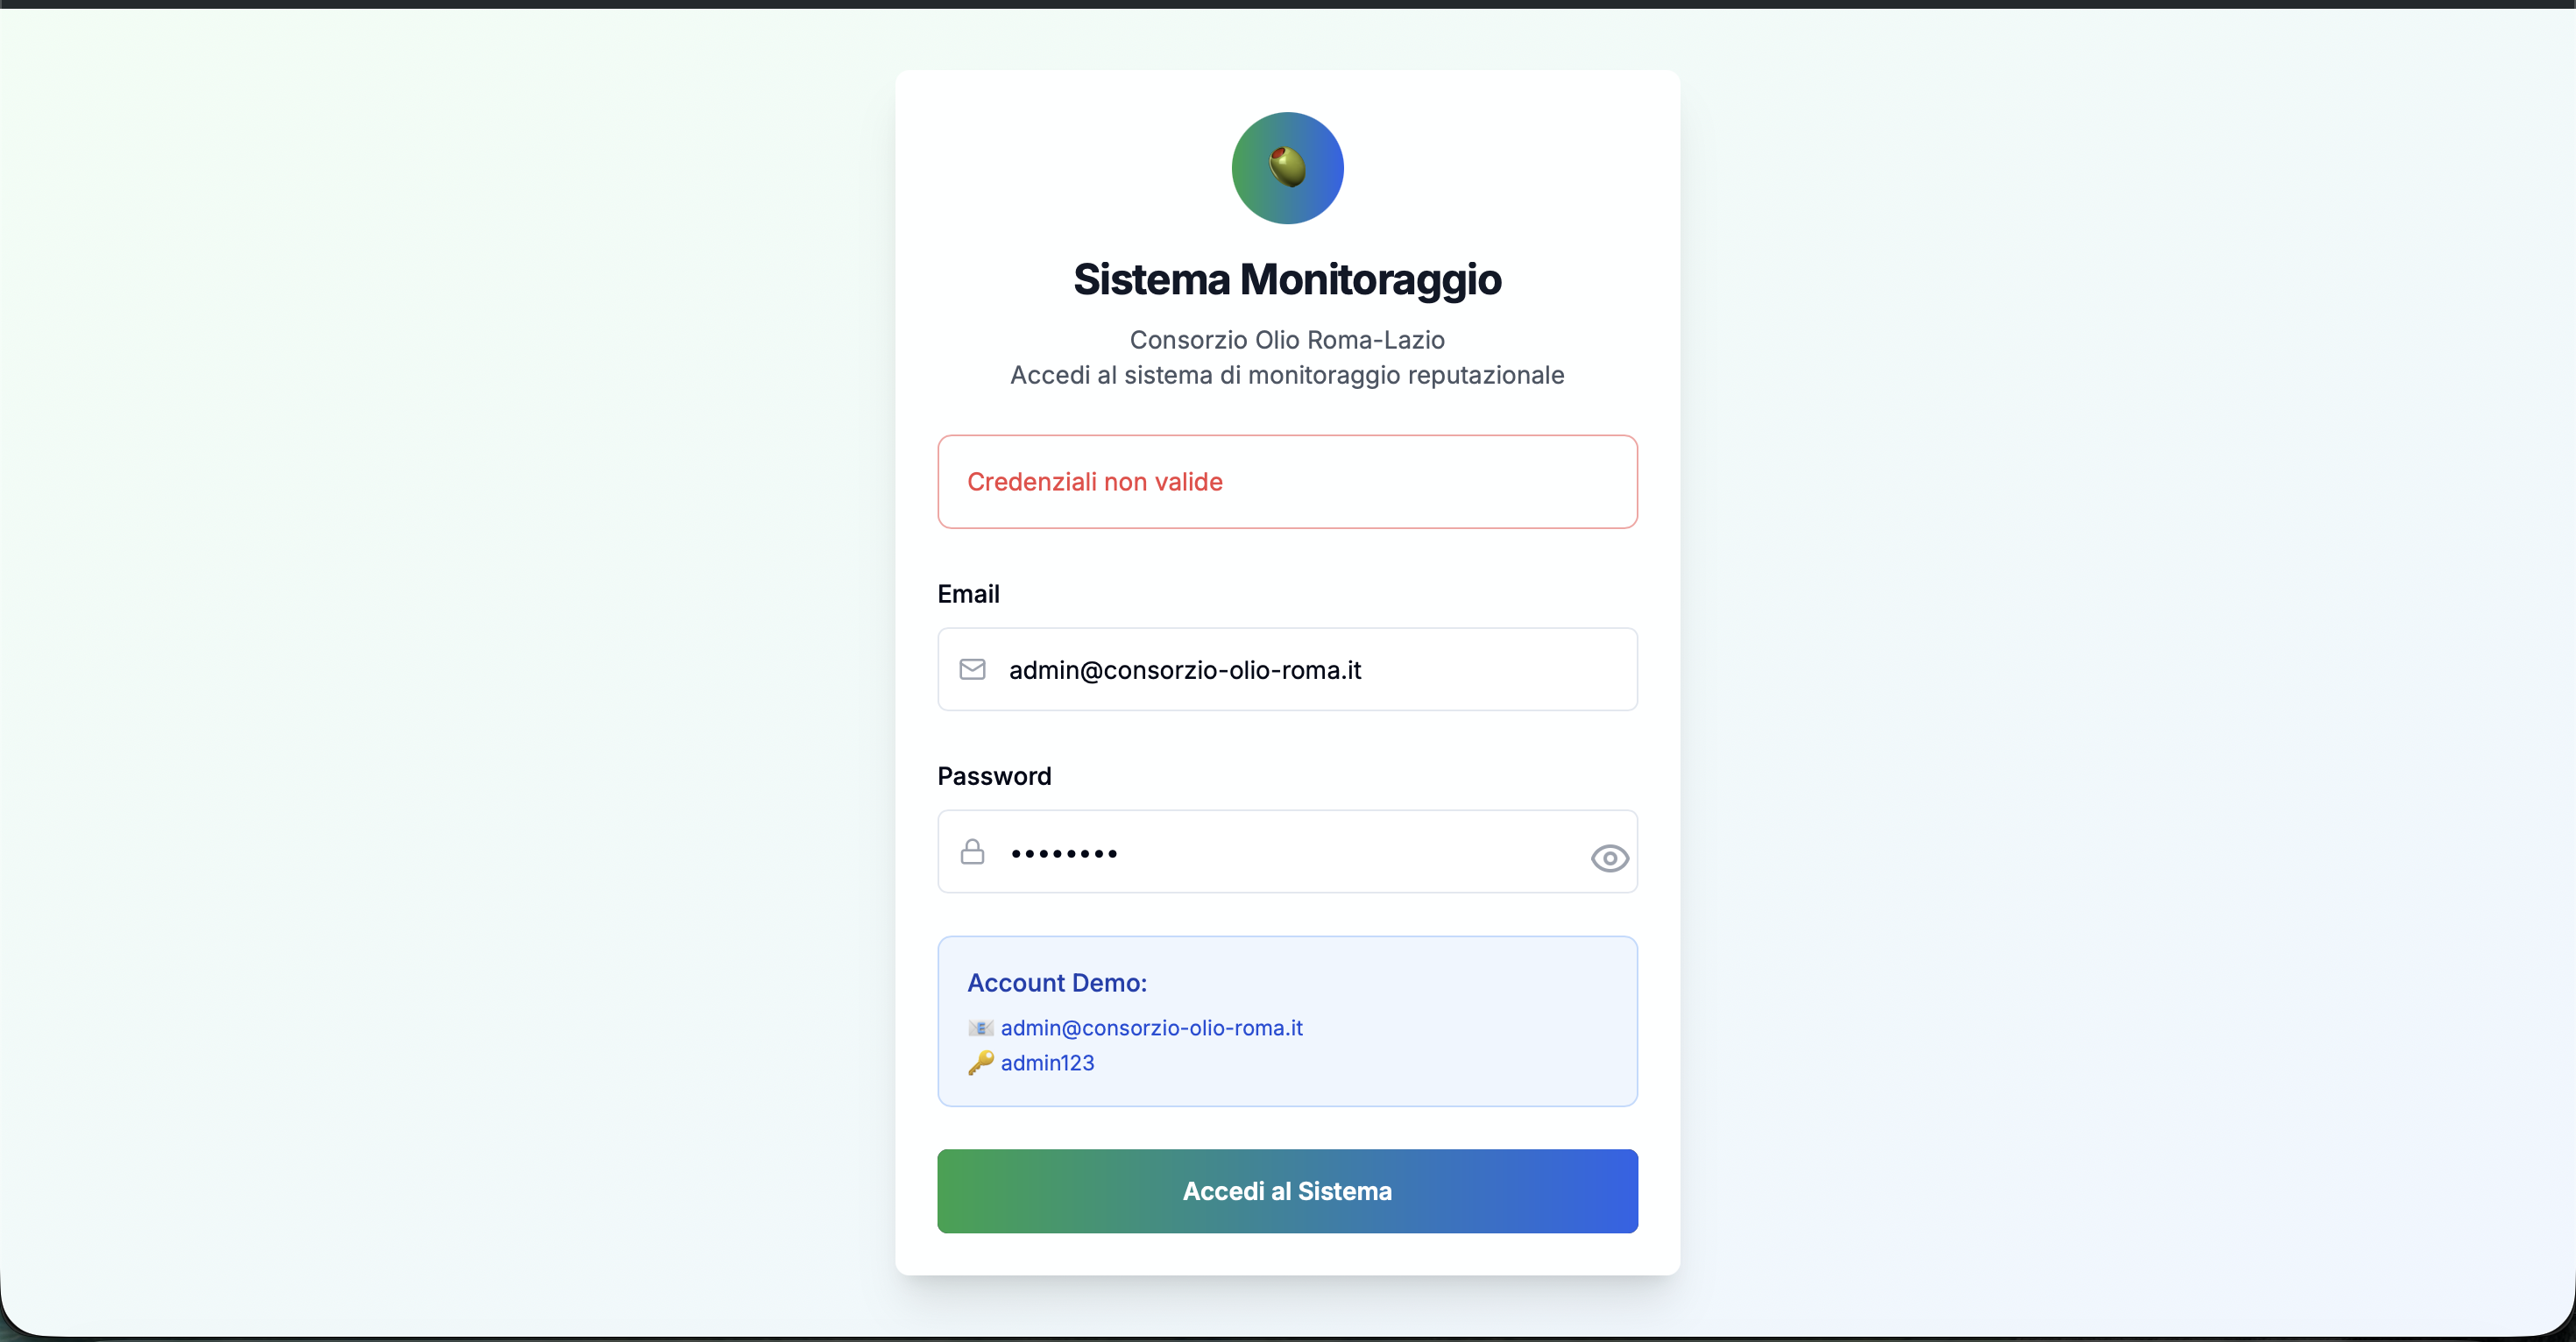 Sistema Monitoraggio
Consorzio Olio Roma-Lazio
Accedi al sistema di monitoraggio reputazionale
Credenziali non valide
Email
admin@consorzio-olio-roma.it
Password
••••••••
Account Demo:
📧 admin@consorzio-olio-roma.it
🔑 admin123
Accedi al Sistema